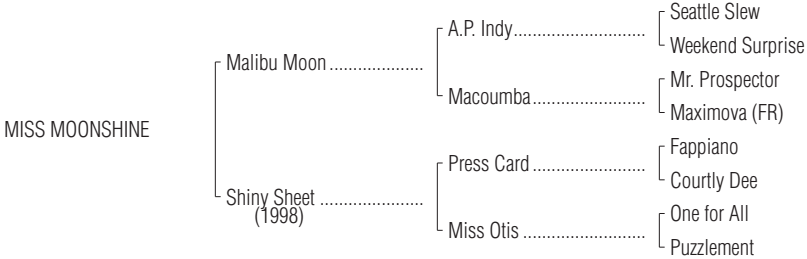 Seattle Slew
A.P. Indy
Weekend Surprise
Malibu Moon
Mr. Prospector
Macoumba
Maximova (FR)
MISS MOONSHINE
Fappiano
Press Card
Courtly Dee
Shiny Sheet
(1998)
One for All
Miss Otis
Puzzlement